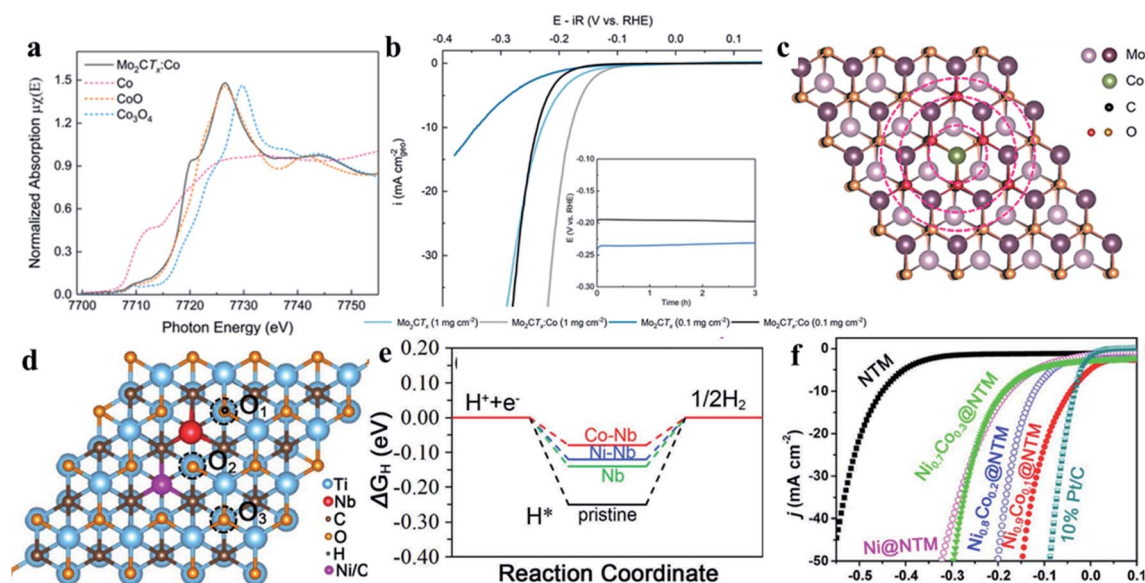 a
Normalized Absorption μχ(E)
1.5
1.2
0.9
0.6
0.3
0.0
Mo₂CTₓ:Co
Co
CoO
Co₃O₄
7700 7710 7720 7730 7740 7750
Photon Energy (eV)
b
E - iR (V vs. RHE)
-0.4 -0.3 -0.2 -0.1 0.0 0.1
i (mA cm⁻²geo)
0
-10
-20
-30
E (V vs. RHE)
-0.10
-0.15
-0.20
-0.25
-0.30
0 1 2 3
Time (h)
Mo₂CTₓ (1 mg cm⁻²) Mo₂CTₓ:Co (1 mg cm⁻²) Mo₂CTₓ (0.1 mg cm⁻²) Mo₂CTₓ:Co (0.1 mg cm⁻²)
c
Mo
Co
C
O
d
O₁
O₂
O₃
Ti
Nb
C
O
H
Ni/C
e
ΔG_H (eV)
0.20
0.10
0.00
-0.10
-0.20
-0.30
-0.40
H⁺+e⁻
1/2H₂
Co-Nb
Ni-Nb
Nb
H*
pristine
Reaction Coordinate
f
j (mA cm⁻²)
0
-10
-20
-30
-40
-50
NTM
Ni@NTM
Ni₀.₇Co₀.₃@NTM
Ni₀.₈Co₀.₂@NTM
Ni₀.₉Co₀.₁@NTM
10% Pt/C
-0.5 -0.4 -0.3 -0.2 -0.1 0.0 0.1